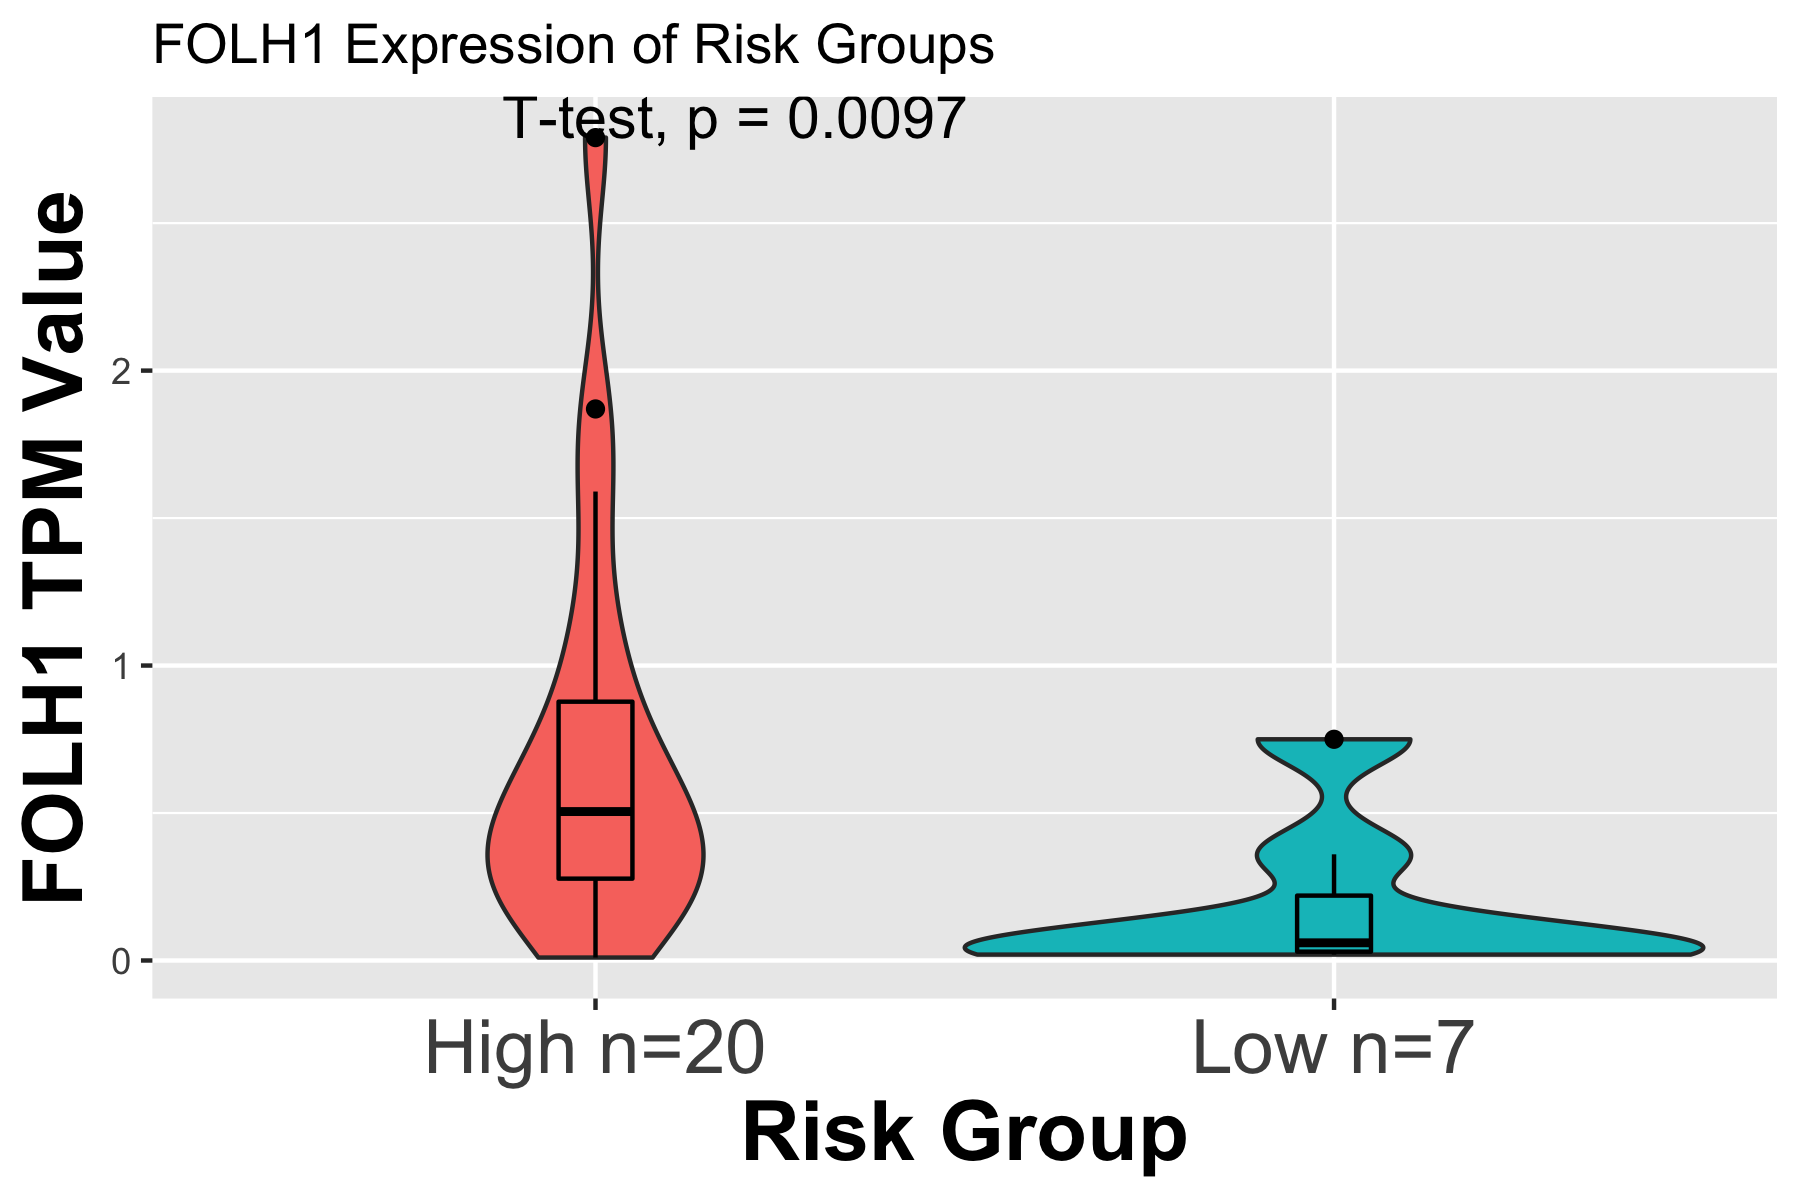 FOLH1 Expression of Risk Groups
T-test, p = 0.0097
FOLH1 TPM Value
2
1
0
High n=20
Low n=7
Risk Group